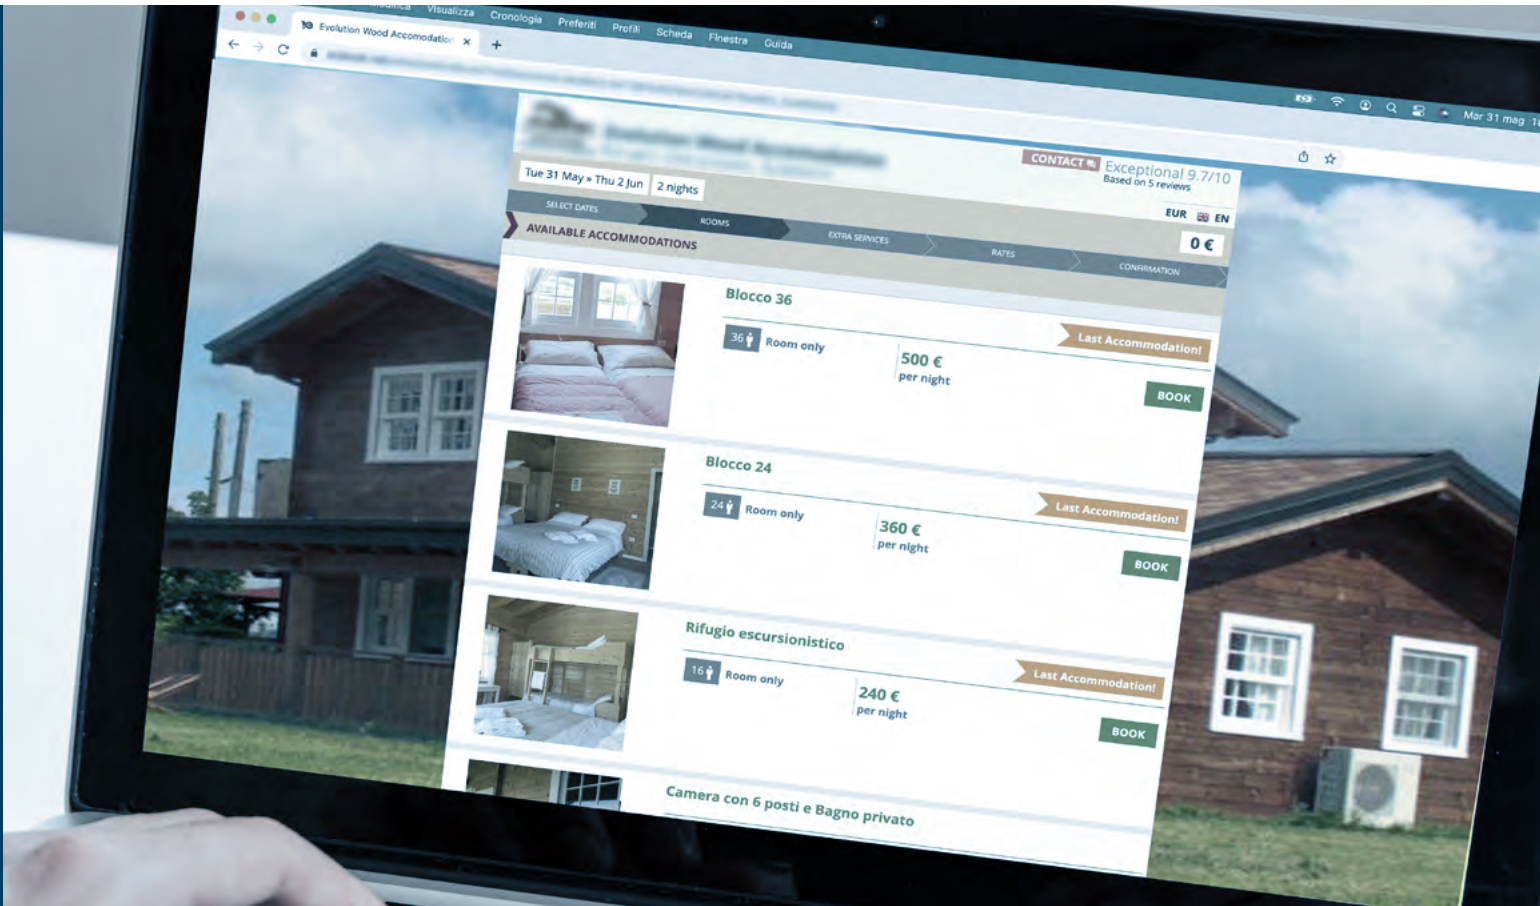 Visualizza Cronologia Preferiti Profili Scheda Finestra Guida
Mar 31 mag
Evolution Wood Accomodation
Evolution Wood Accomodation
CONTACT
Exceptional 9.7/10
Based on 5 reviews
Tue 31 May » Thu 2 Jun
2 nights
EUR EN
SELECT DATES
ROOMS
EXTRA SERVICES
RATES
CONFIRMATION
0 €
AVAILABLE ACCOMMODATIONS
Blocco 36
Last Accommodation!
36 Room only
500 €
per night
BOOK
Blocco 24
Last Accommodation!
24 Room only
360 €
per night
BOOK
Rifugio escursionistico
Last Accommodation!
16 Room only
240 €
per night
BOOK
Camera con 6 posti e Bagno privato